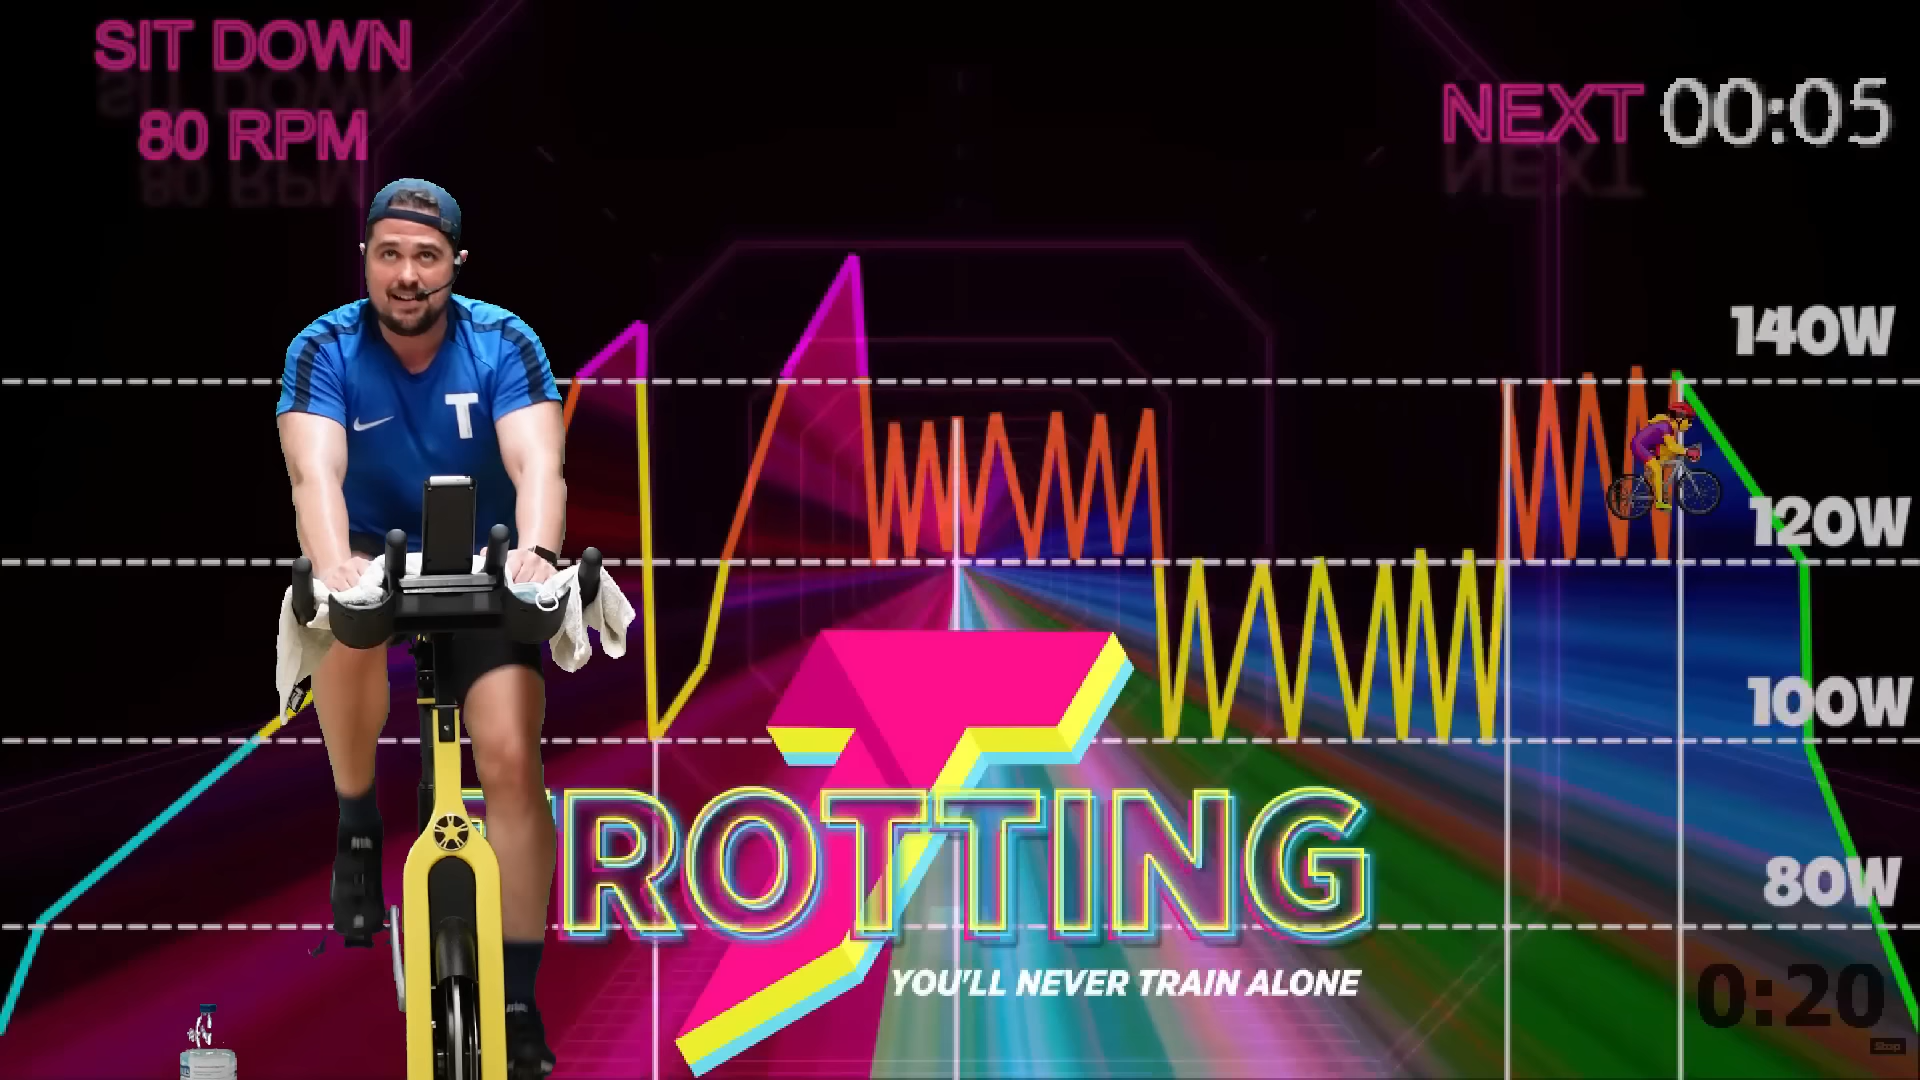 SIT DOWN
80 RPM
NEXT 00:05
140W
120W
100W
80W
T
TROTTING
YOU'LL NEVER TRAIN ALONE
0:20
Stop